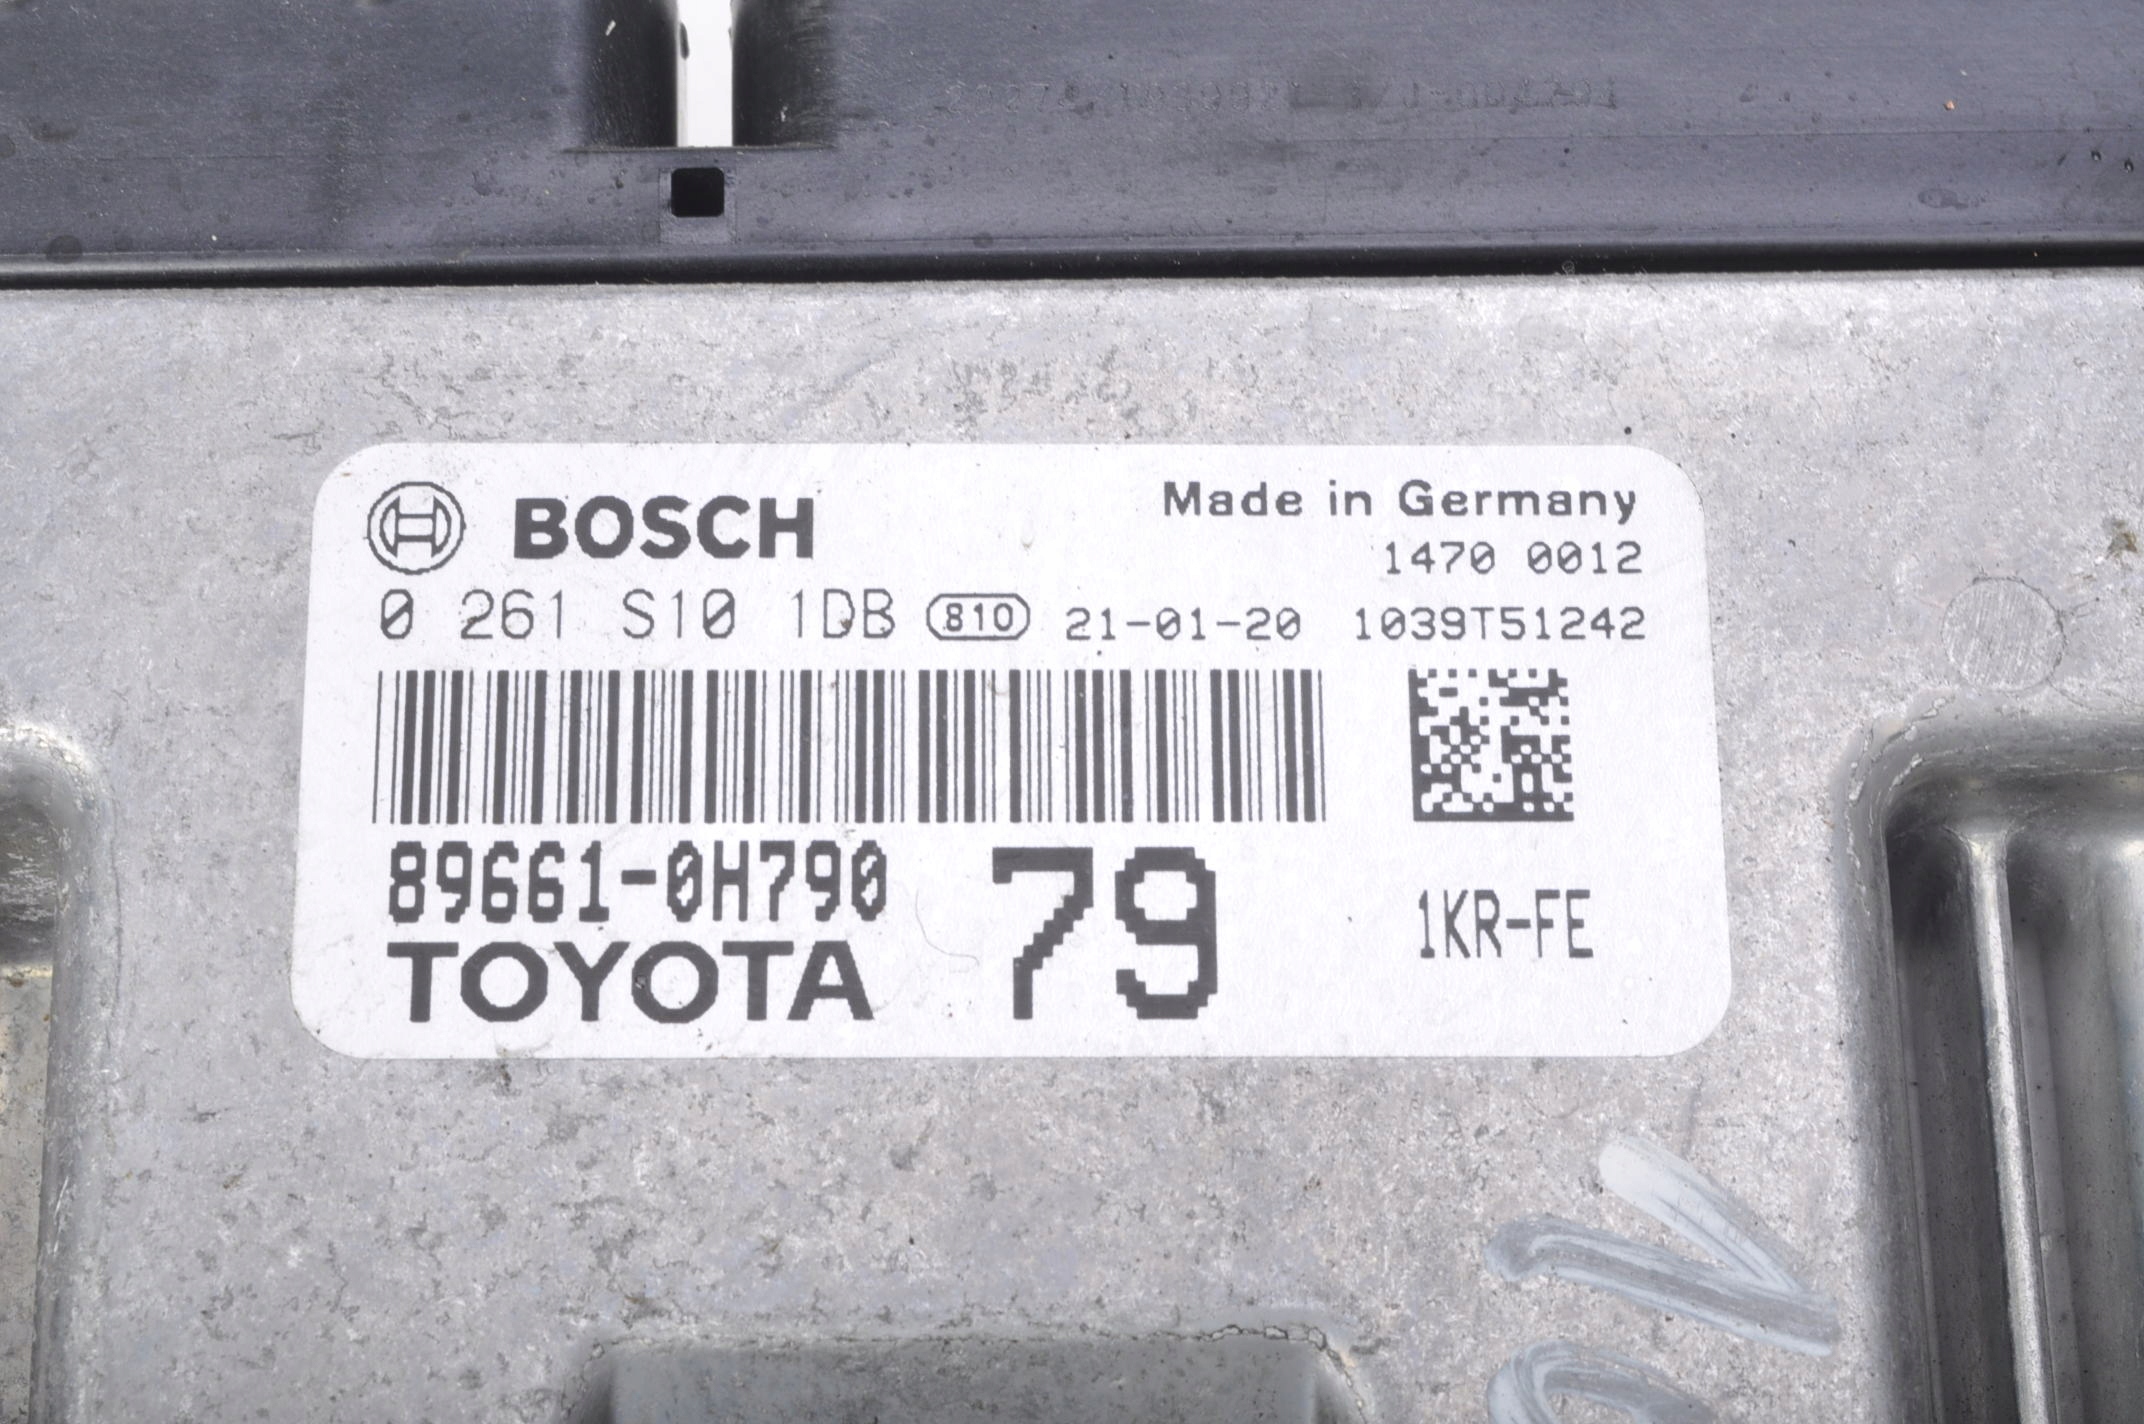 BOSCH
Made in Germany
1470 0012
0 261 S10 1DB 810 21-01-20 1039T51242
89661-0H790
79
1KR-FE
TOYOTA